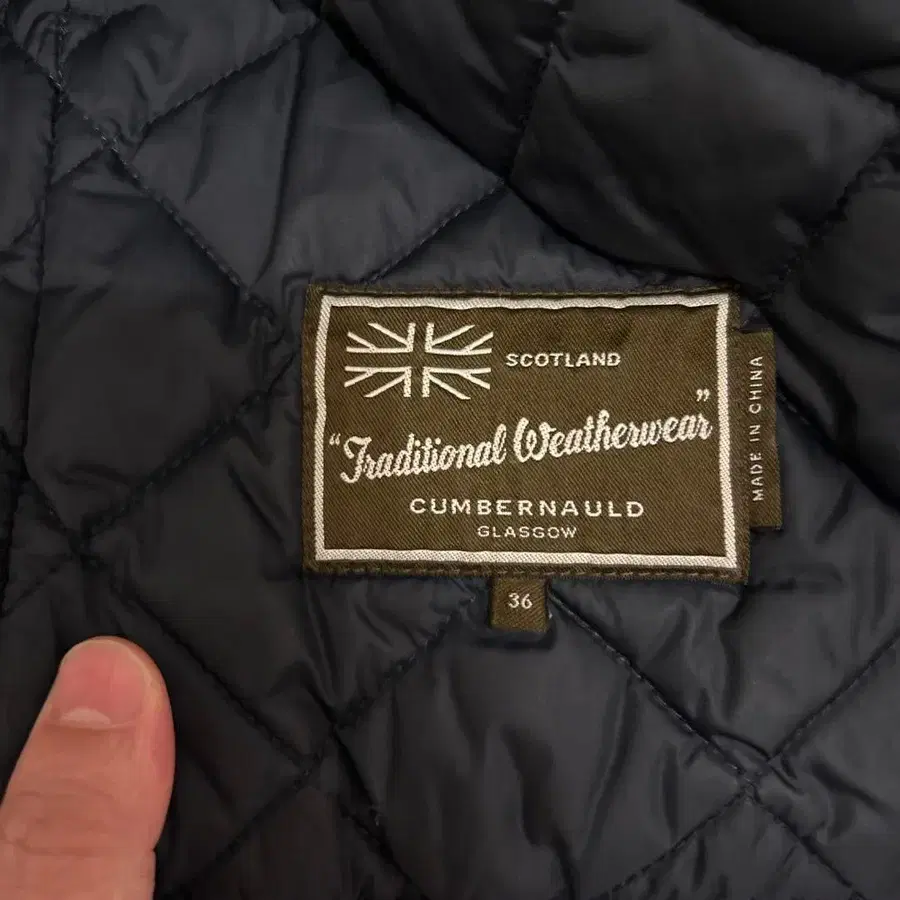 SCOTLAND
"Traditional Weatherwear"
CUMBERNAULD
GLASGOW
MADE IN CHINA
36